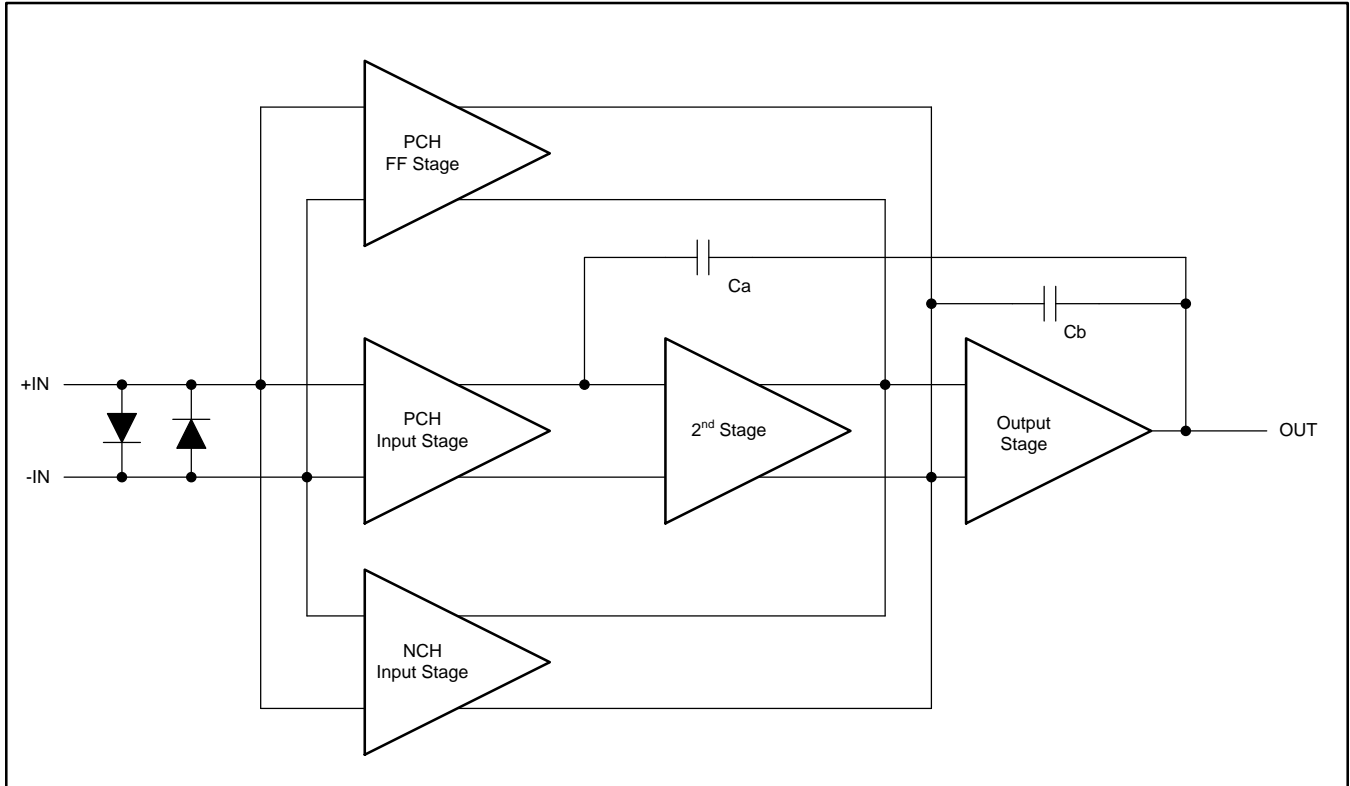 PCH
FF Stage
Ca
Cb
+IN
-IN
PCH
Input Stage
2nd Stage
Output
Stage
OUT
NCH
Input Stage